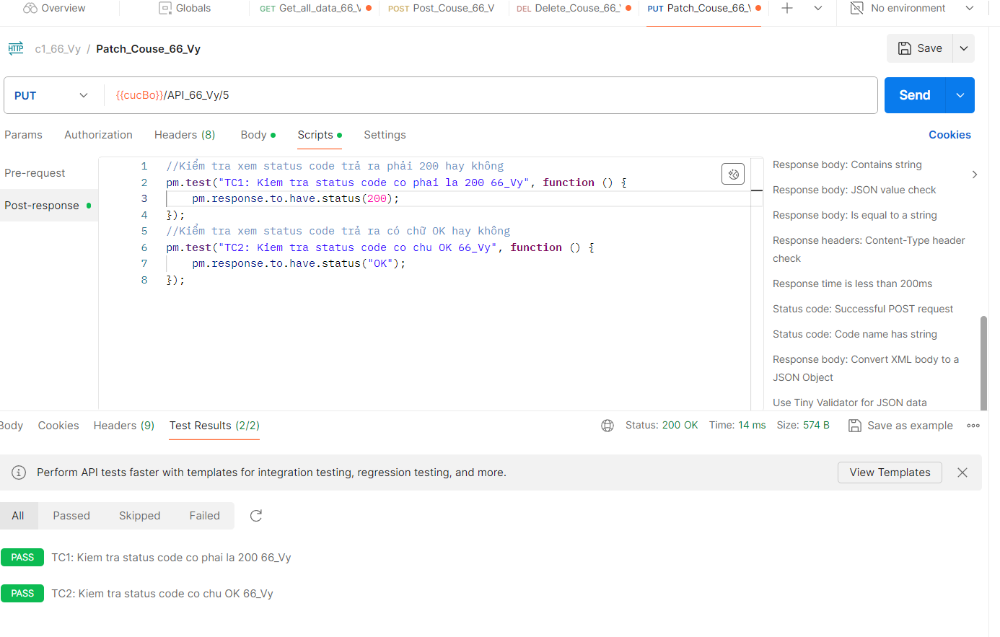 Overview
Globals
GET Get_all_data_66_V
POST Post_Couse_66_V
DEL Delete_Couse_66_V
PUT Patch_Couse_66_V
No environment
HTTP c1_66_Vy / Patch_Couse_66_Vy
Save
PUT {{cucBo}}/API_66_Vy/5
Send
Params Authorization Headers (8) Body Scripts Settings
Cookies
Pre-request
Post-response
1 //Kiểm tra xem status code trả ra phải 200 hay không
2 pm.test("TC1: Kiem tra status code co phai la 200 66_Vy", function () {
3 pm.response.to.have.status(200);
4 });
5 //Kiểm tra xem status code trả ra có chữ OK hay không
6 pm.test("TC2: Kiem tra status code co chu OK 66_Vy", function () {
7 pm.response.to.have.status("OK");
8 });
Response body: Contains string
Response body: JSON value check
Response body: Is equal to a string
Response headers: Content-Type header
check
Response time is less than 200ms
Status code: Successful POST request
Status code: Code name has string
Response body: Convert XML body to a
JSON Object
Use Tiny Validator for JSON data
Body Cookies Headers (9) Test Results (2/2)
Status: 200 OK Time: 14 ms Size: 574 B Save as example
Perform API tests faster with templates for integration testing, regression testing, and more.
View Templates
All Passed Skipped Failed
PASS TC1: Kiem tra status code co phai la 200 66_Vy
PASS TC2: Kiem tra status code co chu OK 66_Vy